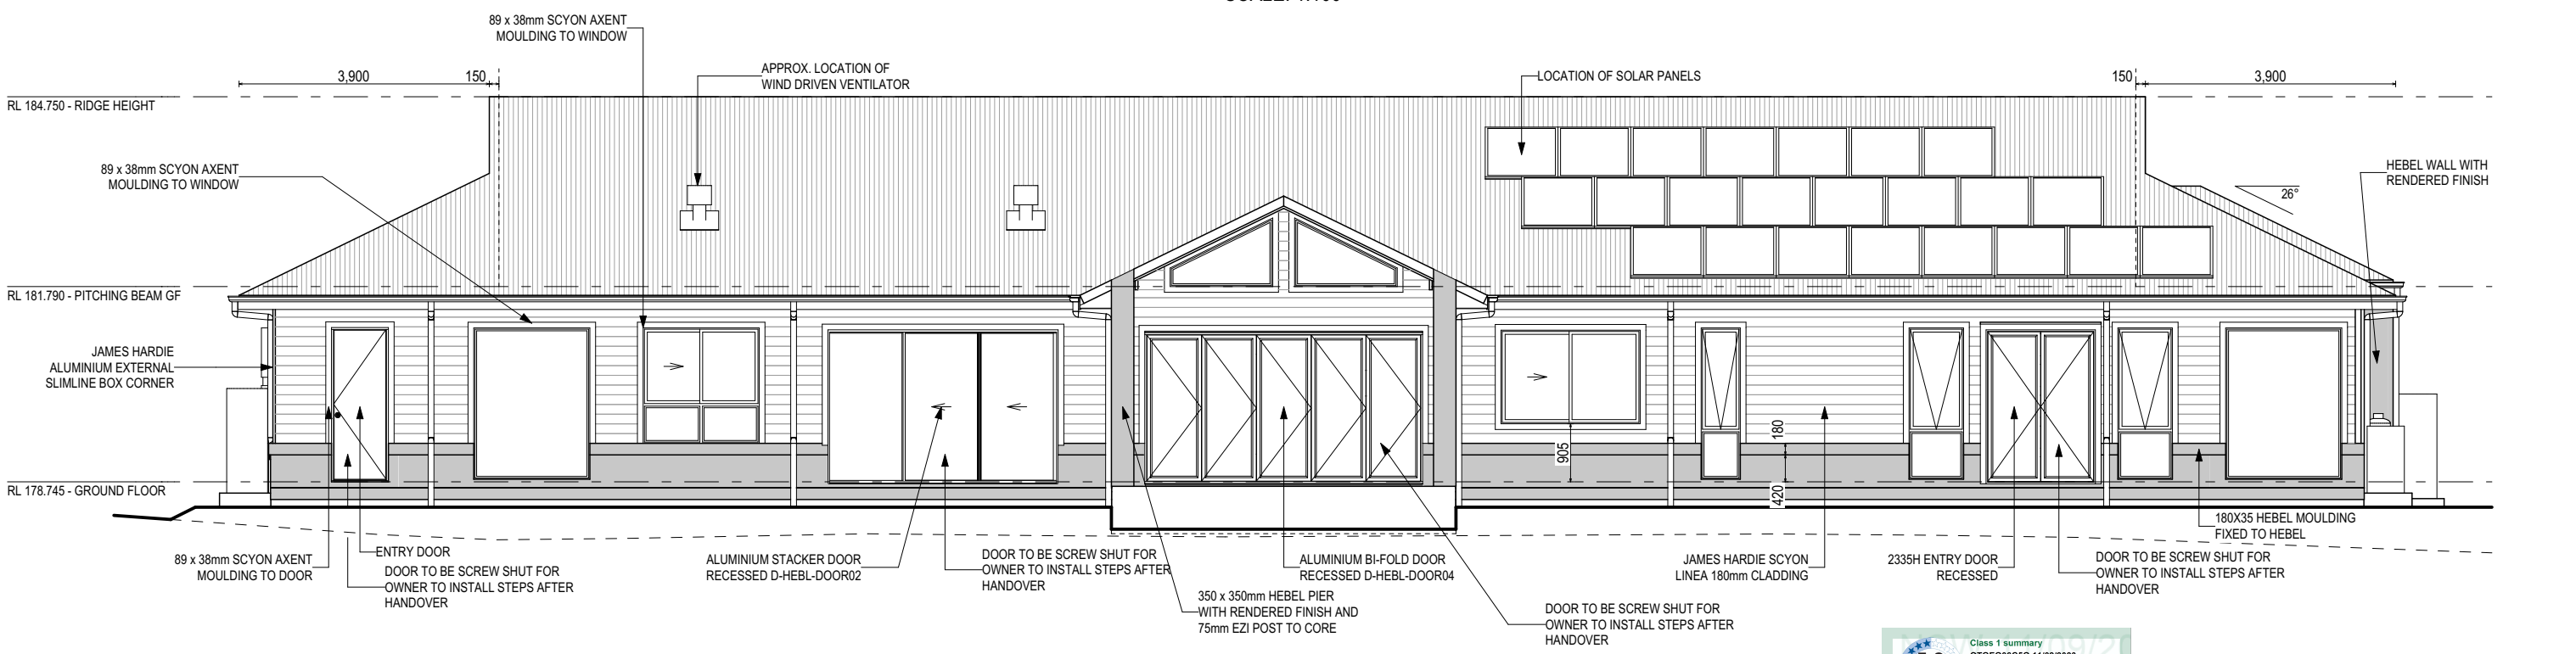 89 x 38mm SCYON AXENT
MOULDING TO WINDOW
3,900
150
APPROX. LOCATION OF
WIND DRIVEN VENTILATOR
LOCATION OF SOLAR PANELS
150
3,900
RL 184.750 - RIDGE HEIGHT
89 x 38mm SCYON AXENT
MOULDING TO WINDOW
HEBEL WALL WITH
RENDERED FINISH
26°
RL 181.790 - PITCHING BEAM GF
JAMES HARDIE
ALUMINIUM EXTERNAL
SLIMLINE BOX CORNER
905
180
420
RL 178.745 - GROUND FLOOR
89 x 38mm SCYON AXENT
MOULDING TO DOOR
ENTRY DOOR
DOOR TO BE SCREW SHUT FOR
OWNER TO INSTALL STEPS AFTER
HANDOVER
ALUMINIUM STACKER DOOR
RECESSED D-HEBL-DOOR02
DOOR TO BE SCREW SHUT FOR
OWNER TO INSTALL STEPS AFTER
HANDOVER
350 x 350mm HEBEL PIER
WITH RENDERED FINISH AND
75mm EZI POST TO CORE
ALUMINIUM BI-FOLD DOOR
RECESSED D-HEBL-DOOR04
DOOR TO BE SCREW SHUT FOR
OWNER TO INSTALL STEPS AFTER
HANDOVER
JAMES HARDIE SCYON
LINEA 180mm CLADDING
2335H ENTRY DOOR
RECESSED
DOOR TO BE SCREW SHUT FOR
OWNER TO INSTALL STEPS AFTER
HANDOVER
180X35 HEBEL MOULDING
FIXED TO HEBEL
Class 1 summary